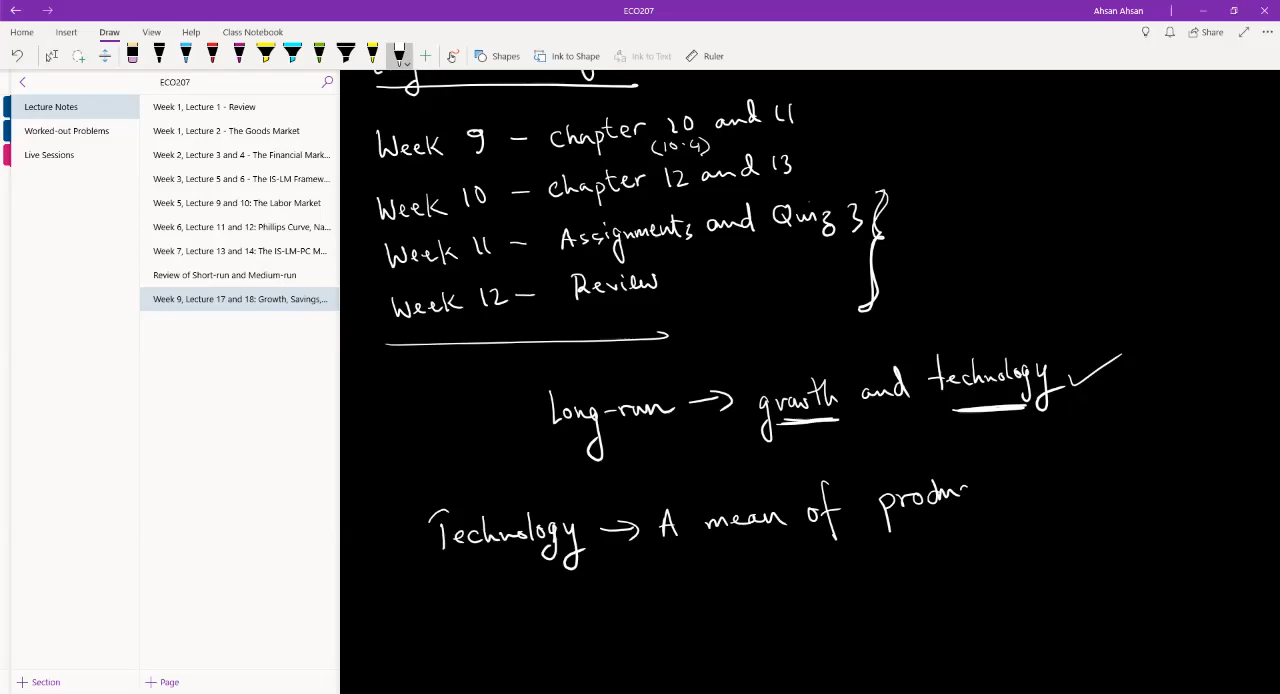 ECO207
Ahsan Ahsan
Home Insert Draw View Help Class Notebook
Share
Shapes Ink to Shape Ink to Text Ruler
ECO207
Lecture Notes
Worked-out Problems
Live Sessions
Week 1, Lecture 1 - Review
Week 1, Lecture 2 - The Goods Market
Week 2, Lecture 3 and 4 - The Financial Mark...
Week 3, Lecture 5 and 6 - The IS-LM Framew...
Week 5, Lecture 9 and 10: The Labor Market
Week 6, Lecture 11 and 12: Phillips Curve, Na...
Week 7, Lecture 13 and 14: The IS-LM-PC M...
Review of Short-run and Medium-run
Week 9, Lecture 17 and 18: Growth, Savings,...
Section
Page
Week 9 - chapter 10 and 11
(10.4)
Week 10 - chapter 12 and 13
Week 11 - Assignments and Quiz 3
Week 12 - Review
Long-run → growth and technology ✓
Technology → A mean of produ